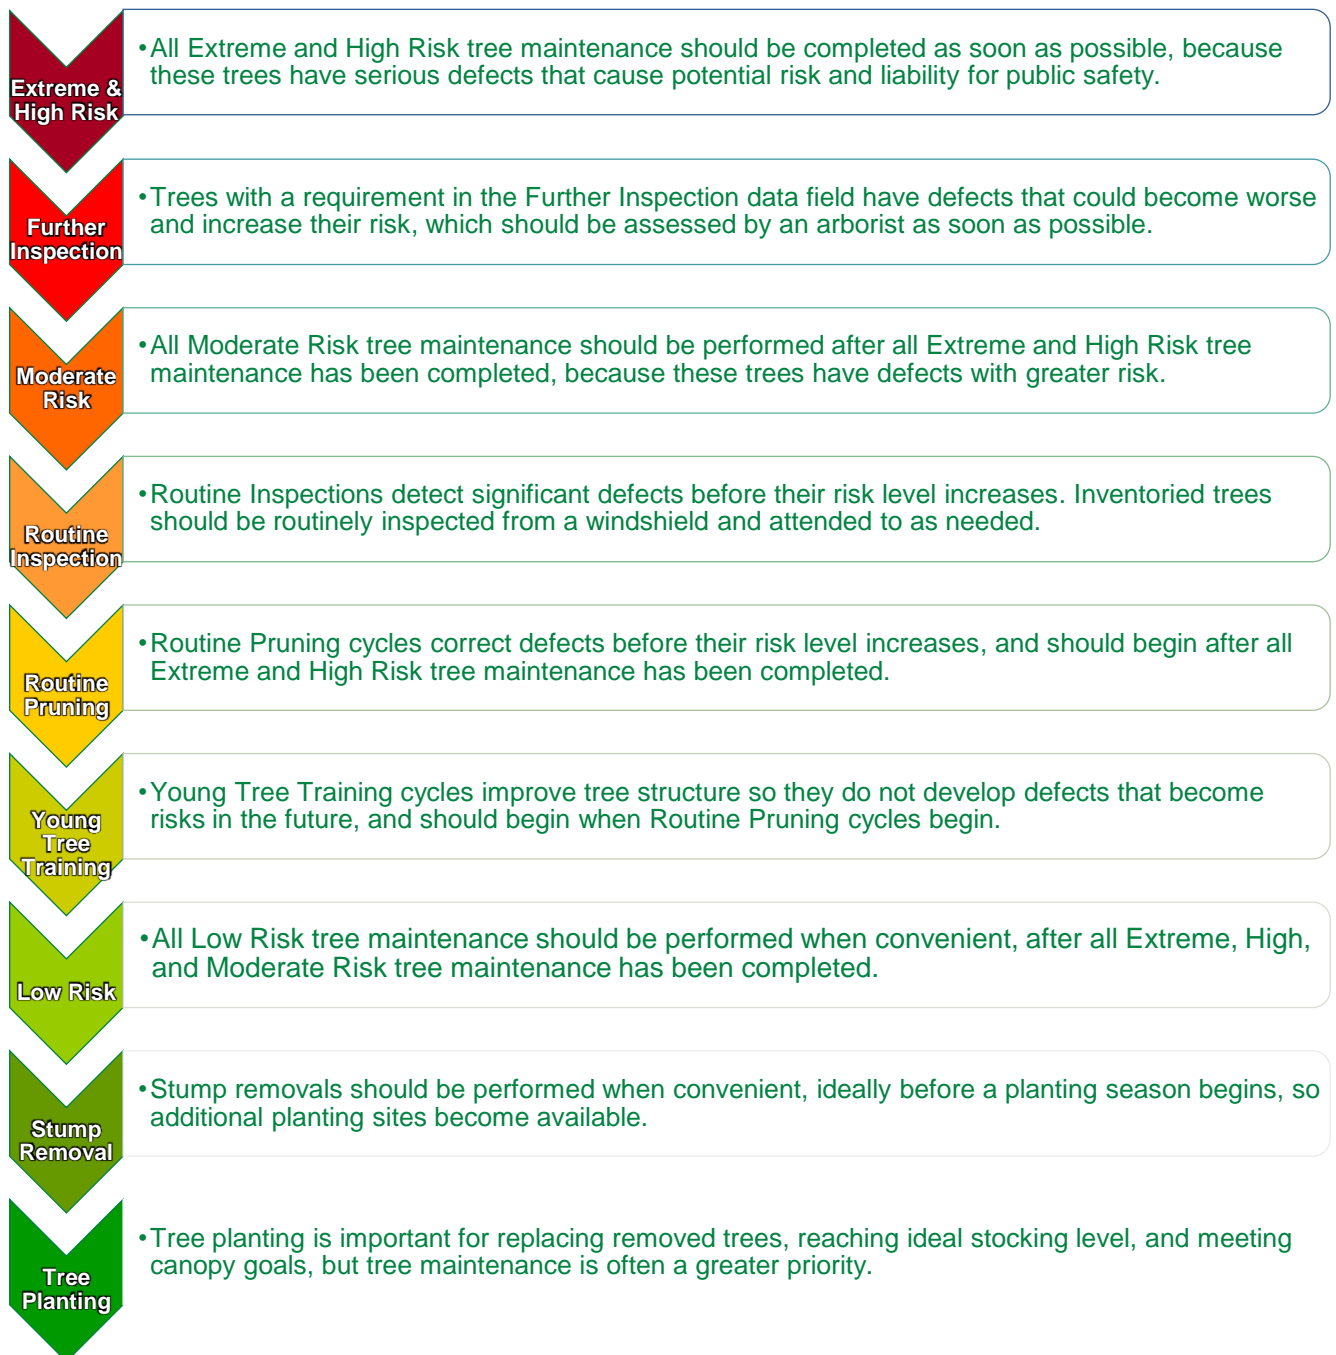 Extreme &
High Risk
•All Extreme and High Risk tree maintenance should be completed as soon as possible, because
these trees have serious defects that cause potential risk and liability for public safety.
Further
Inspection
•Trees with a requirement in the Further Inspection data field have defects that could become worse
and increase their risk, which should be assessed by an arborist as soon as possible.
Moderate
Risk
•All Moderate Risk tree maintenance should be performed after all Extreme and High Risk tree
maintenance has been completed, because these trees have defects with greater risk.
Routine
Inspection
•Routine Inspections detect significant defects before their risk level increases. Inventoried trees
should be routinely inspected from a windshield and attended to as needed.
Routine
Pruning
•Routine Pruning cycles correct defects before their risk level increases, and should begin after all
Extreme and High Risk tree maintenance has been completed.
Young
Tree
Training
•Young Tree Training cycles improve tree structure so they do not develop defects that become
risks in the future, and should begin when Routine Pruning cycles begin.
Low Risk
•All Low Risk tree maintenance should be performed when convenient, after all Extreme, High,
and Moderate Risk tree maintenance has been completed.
Stump
Removal
•Stump removals should be performed when convenient, ideally before a planting season begins, so
additional planting sites become available.
Tree
Planting
•Tree planting is important for replacing removed trees, reaching ideal stocking level, and meeting
canopy goals, but tree maintenance is often a greater priority.